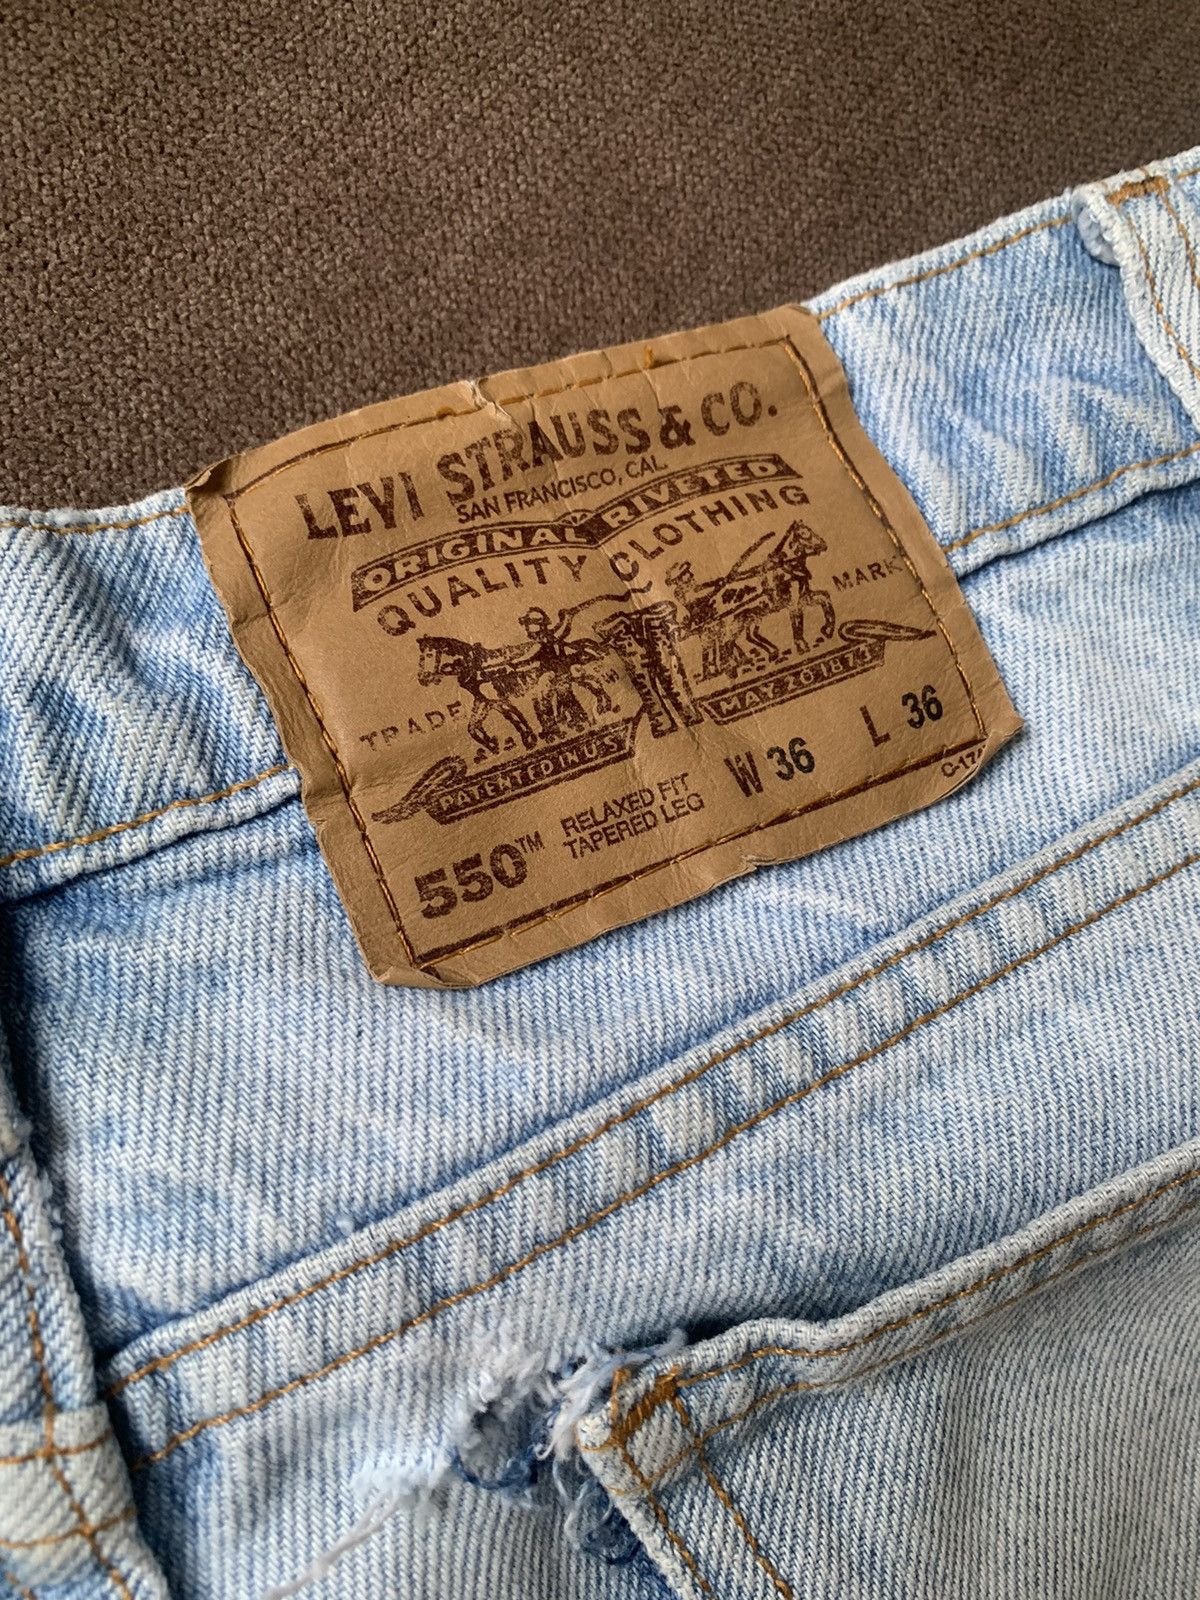 LEVI STRAUSS & CO.
SAN FRANCISCO, CAL.
ORIGINAL RIVETED
QUALITY CLOTHING
TRADE MARK
PATENTED IN U.S. MAY 20 1873
550™ RELAXED FIT
TAPERED LEG
W 36 L 36